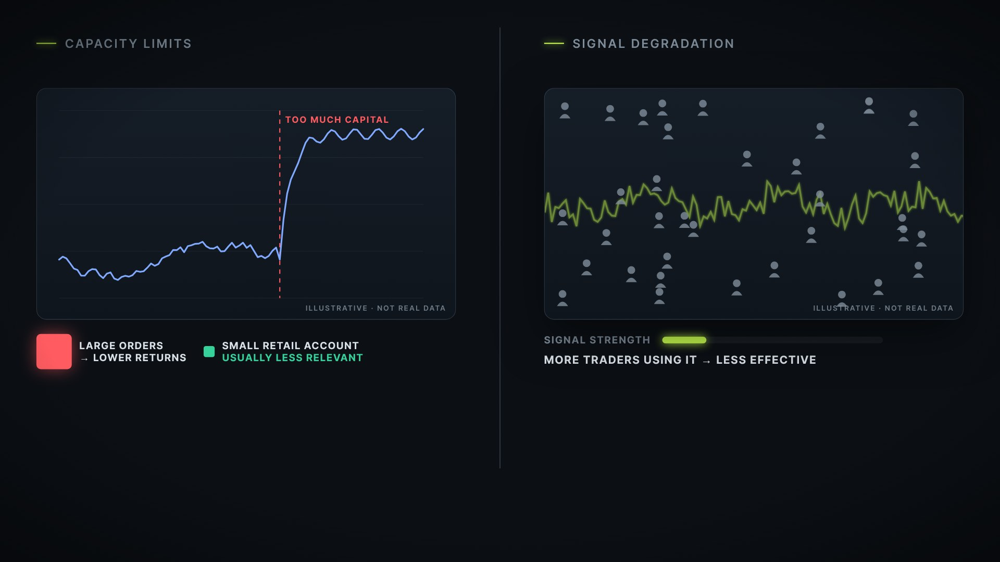 CAPACITY LIMITS
TOO MUCH CAPITAL
ILLUSTRATIVE · NOT REAL DATA
LARGE ORDERS
→ LOWER RETURNS
SMALL RETAIL ACCOUNT
USUALLY LESS RELEVANT
SIGNAL DEGRADATION
ILLUSTRATIVE · NOT REAL DATA
SIGNAL STRENGTH
MORE TRADERS USING IT → LESS EFFECTIVE